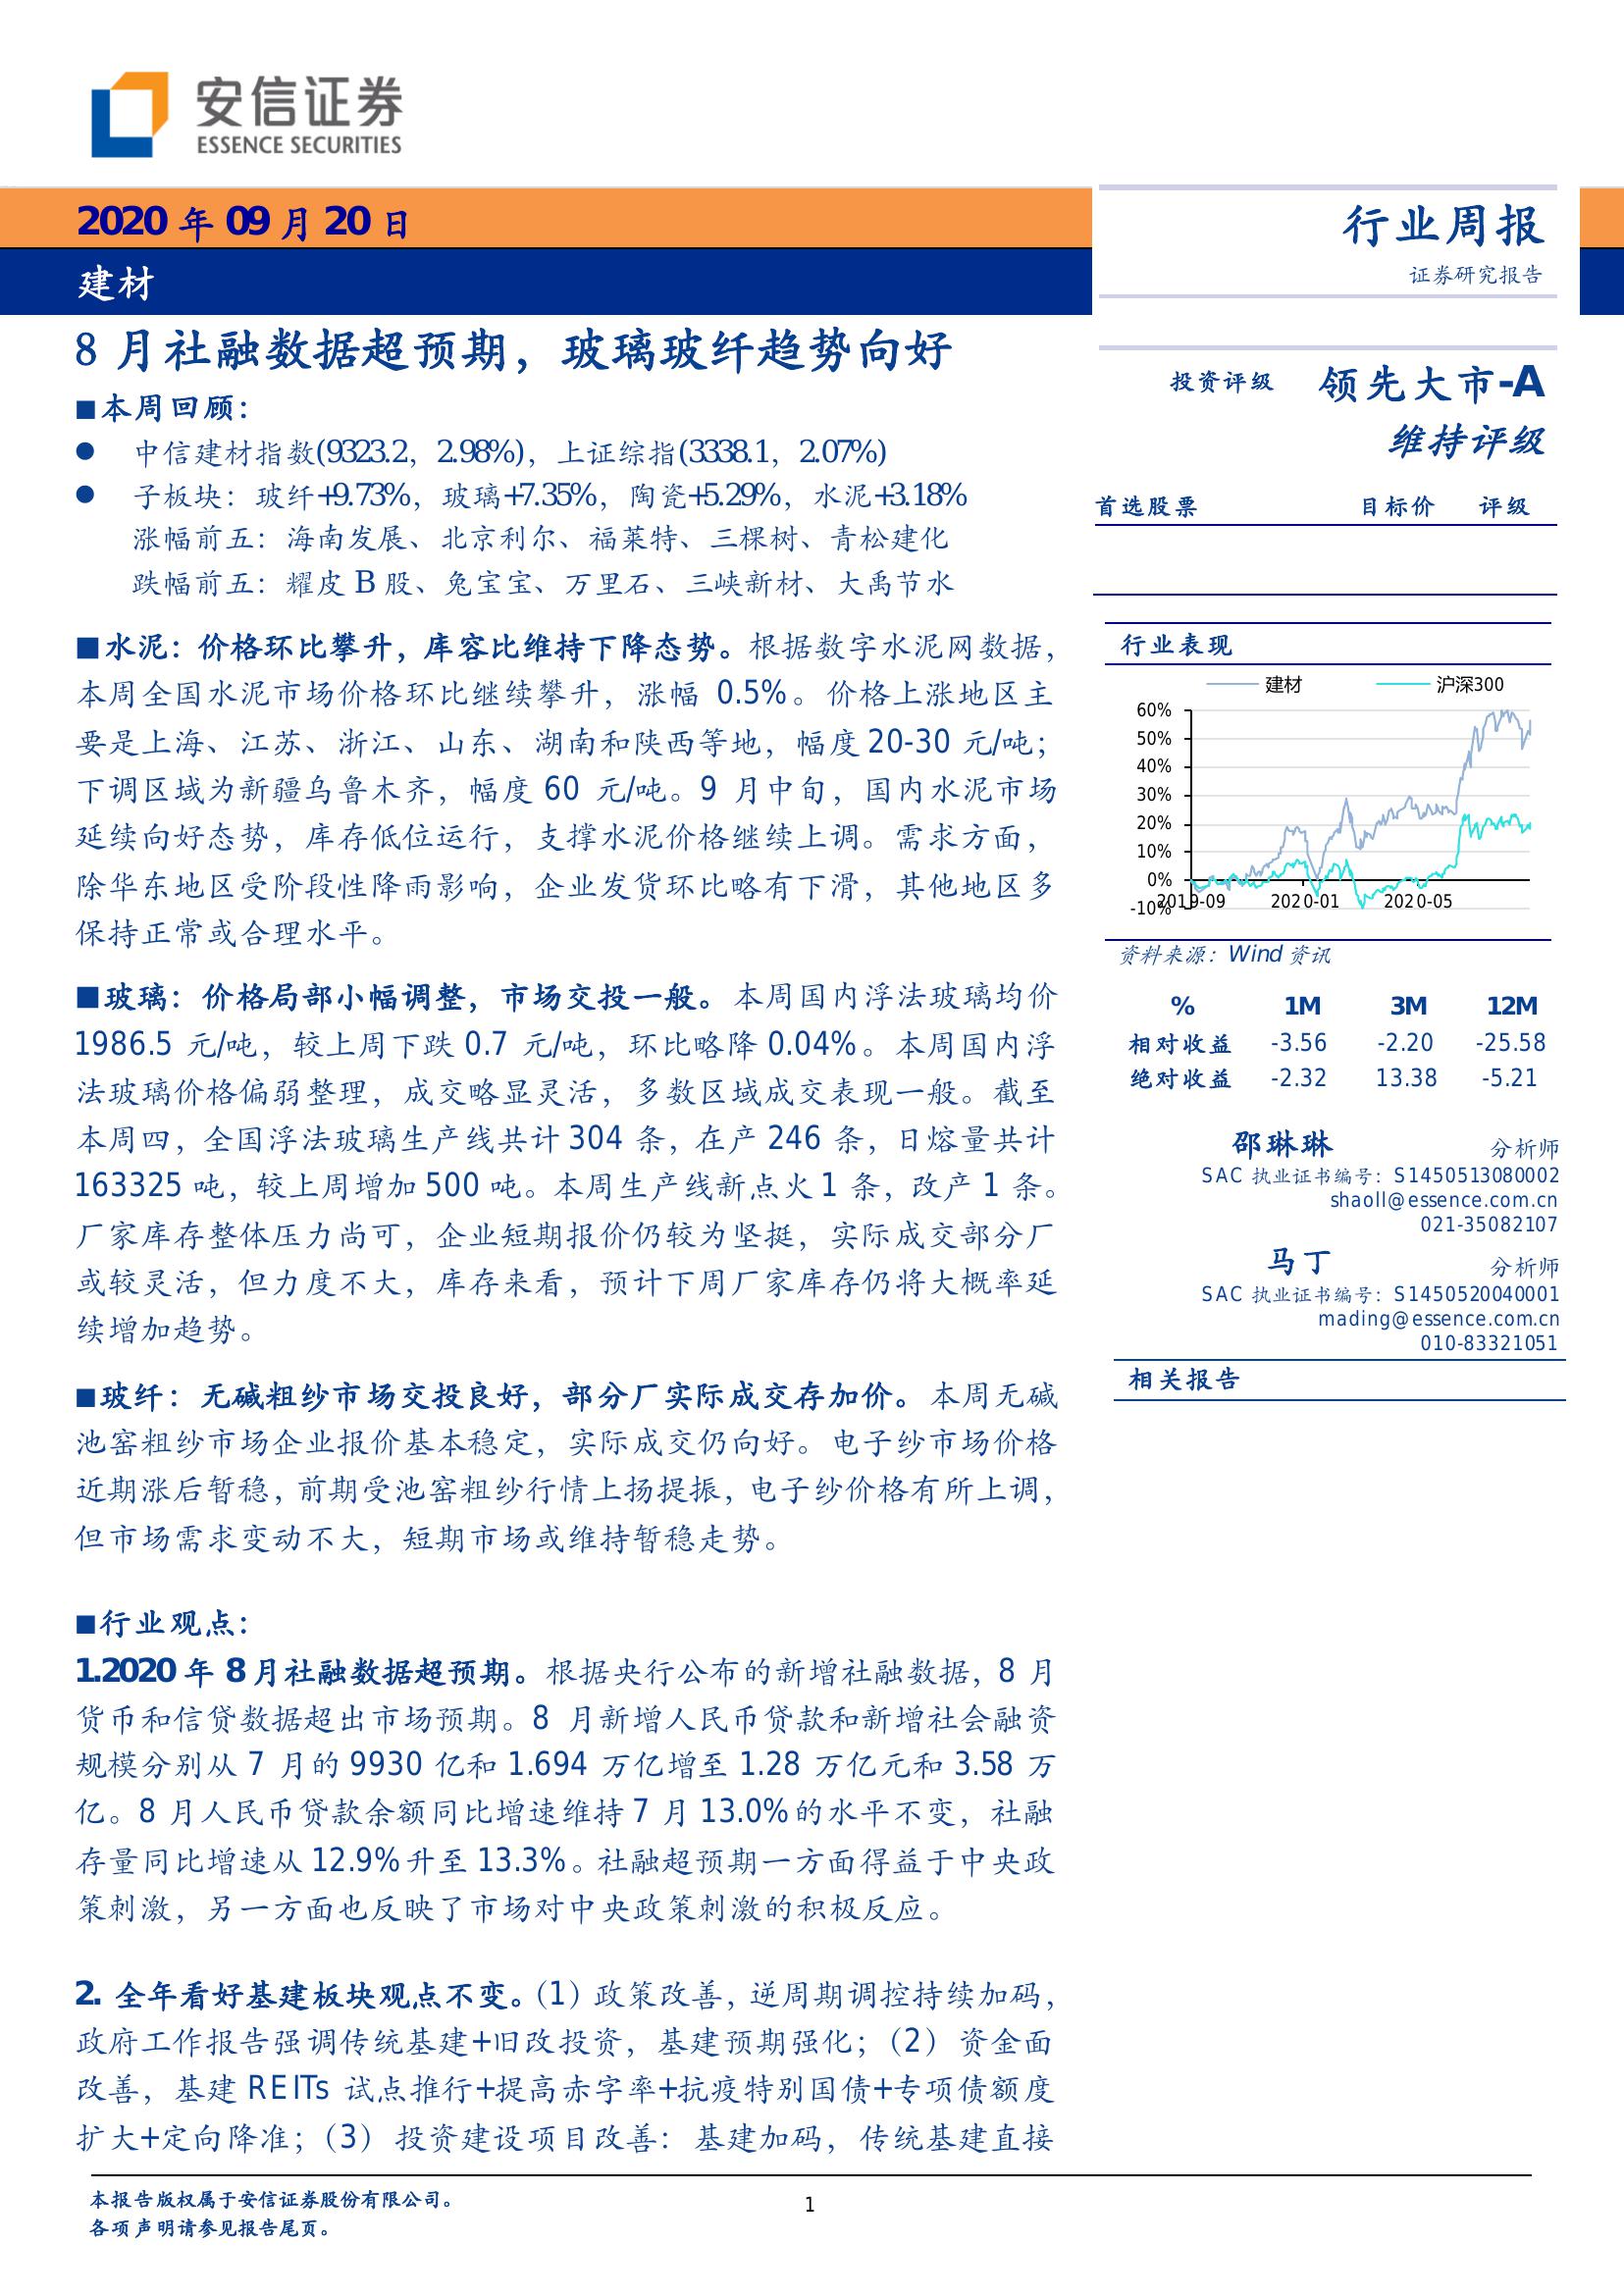 安信证券
ESSENCE SECURITIES
2020 年 09 月 20 日
建材
行业周报
证券研究报告
8 月社融数据超预期，玻璃玻纤趋势向好
■本周回顾：
● 中信建材指数(9323.2，2.98%)，上证综指(3338.1，2.07%)
● 子板块：玻纤+9.73%，玻璃+7.35%，陶瓷+5.29%，水泥+3.18%
涨幅前五：海南发展、北京利尔、福莱特、三棵树、青松建化
跌幅前五：耀皮 B 股、兔宝宝、万里石、三峡新材、大禹节水
■水泥：价格环比攀升，库容比维持下降态势。根据数字水泥网数据，
本周全国水泥市场价格环比继续攀升，涨幅 0.5%。价格上涨地区主
要是上海、江苏、浙江、山东、湖南和陕西等地，幅度 20-30 元/吨；
下调区域为新疆乌鲁木齐，幅度 60 元/吨。9 月中旬，国内水泥市场
延续向好态势，库存低位运行，支撑水泥价格继续上调。需求方面，
除华东地区受阶段性降雨影响，企业发货环比略有下滑，其他地区多
保持正常或合理水平。
■玻璃：价格局部小幅调整，市场交投一般。本周国内浮法玻璃均价
1986.5 元/吨，较上周下跌 0.7 元/吨，环比略降 0.04%。本周国内浮
法玻璃价格偏弱整理，成交略显灵活，多数区域成交表现一般。截至
本周四，全国浮法玻璃生产线共计 304 条，在产 246 条，日熔量共计
163325 吨，较上周增加 500 吨。本周生产线新点火 1 条，改产 1 条。
厂家库存整体压力尚可，企业短期报价仍较为坚挺，实际成交部分厂
或较灵活，但力度不大，库存来看，预计下周厂家库存仍将大概率延
续增加趋势。
■玻纤：无碱粗纱市场交投良好，部分厂实际成交存加价。本周无碱
池窑粗纱市场企业报价基本稳定，实际成交仍向好。电子纱市场价格
近期涨后暂稳，前期受池窑粗纱行情上扬提振，电子纱价格有所上调，
但市场需求变动不大，短期市场或维持暂稳走势。
■行业观点：
1.2020 年 8 月社融数据超预期。根据央行公布的新增社融数据，8 月
货币和信贷数据超出市场预期。8 月新增人民币贷款和新增社会融资
规模分别从 7 月的 9930 亿和 1.694 万亿增至 1.28 万亿元和 3.58 万
亿。8 月人民币贷款余额同比增速维持 7 月 13.0%的水平不变，社融
存量同比增速从 12.9%升至 13.3%。社融超预期一方面得益于中央政
策刺激，另一方面也反映了市场对中央政策刺激的积极反应。
2. 全年看好基建板块观点不变。（1）政策改善，逆周期调控持续加码，
政府工作报告强调传统基建+旧改投资，基建预期强化；（2）资金面
改善，基建 REITs 试点推行+提高赤字率+抗疫特别国债+专项债额度
扩大+定向降准；（3）投资建设项目改善：基建加码，传统基建直接
投资评级 领先大市-A
维持评级
首选股票 目标价 评级
行业表现
建材 沪深300
60%
50%
40%
30%
20%
10%
0%
-10%
2019-09 2020-01 2020-05
资料来源：Wind 资讯
% 1M 3M 12M
相对收益 -3.56 -2.20 -25.58
绝对收益 -2.32 13.38 -5.21
邵琳琳 分析师
SAC 执业证书编号：S1450513080002
shaoll@essence.com.cn
021-35082107
马丁 分析师
SAC 执业证书编号：S1450520040001
mading@essence.com.cn
010-83321051
相关报告
本报告版权属于安信证券股份有限公司。
各项声明请参见报告尾页。
1